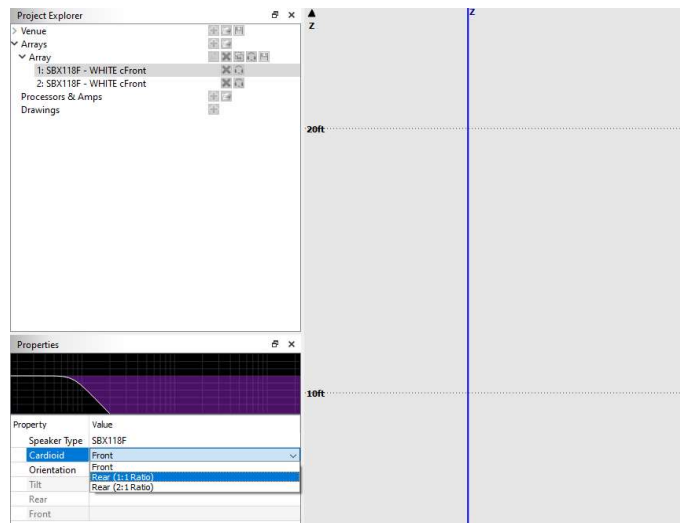 Project Explorer
Venue
Arrays
Array
1: SBX118F - WHITE cFront
2: SBX118F - WHITE cFront
Processors & Amps
Drawings
Properties
Property Value
Speaker Type SBX118F
Cardioid Front
Orientation Front
Rear (1:1 Ratio)
Tilt Rear (2:1 Ratio)
Rear
Front
Z
Z
20ft
10ft